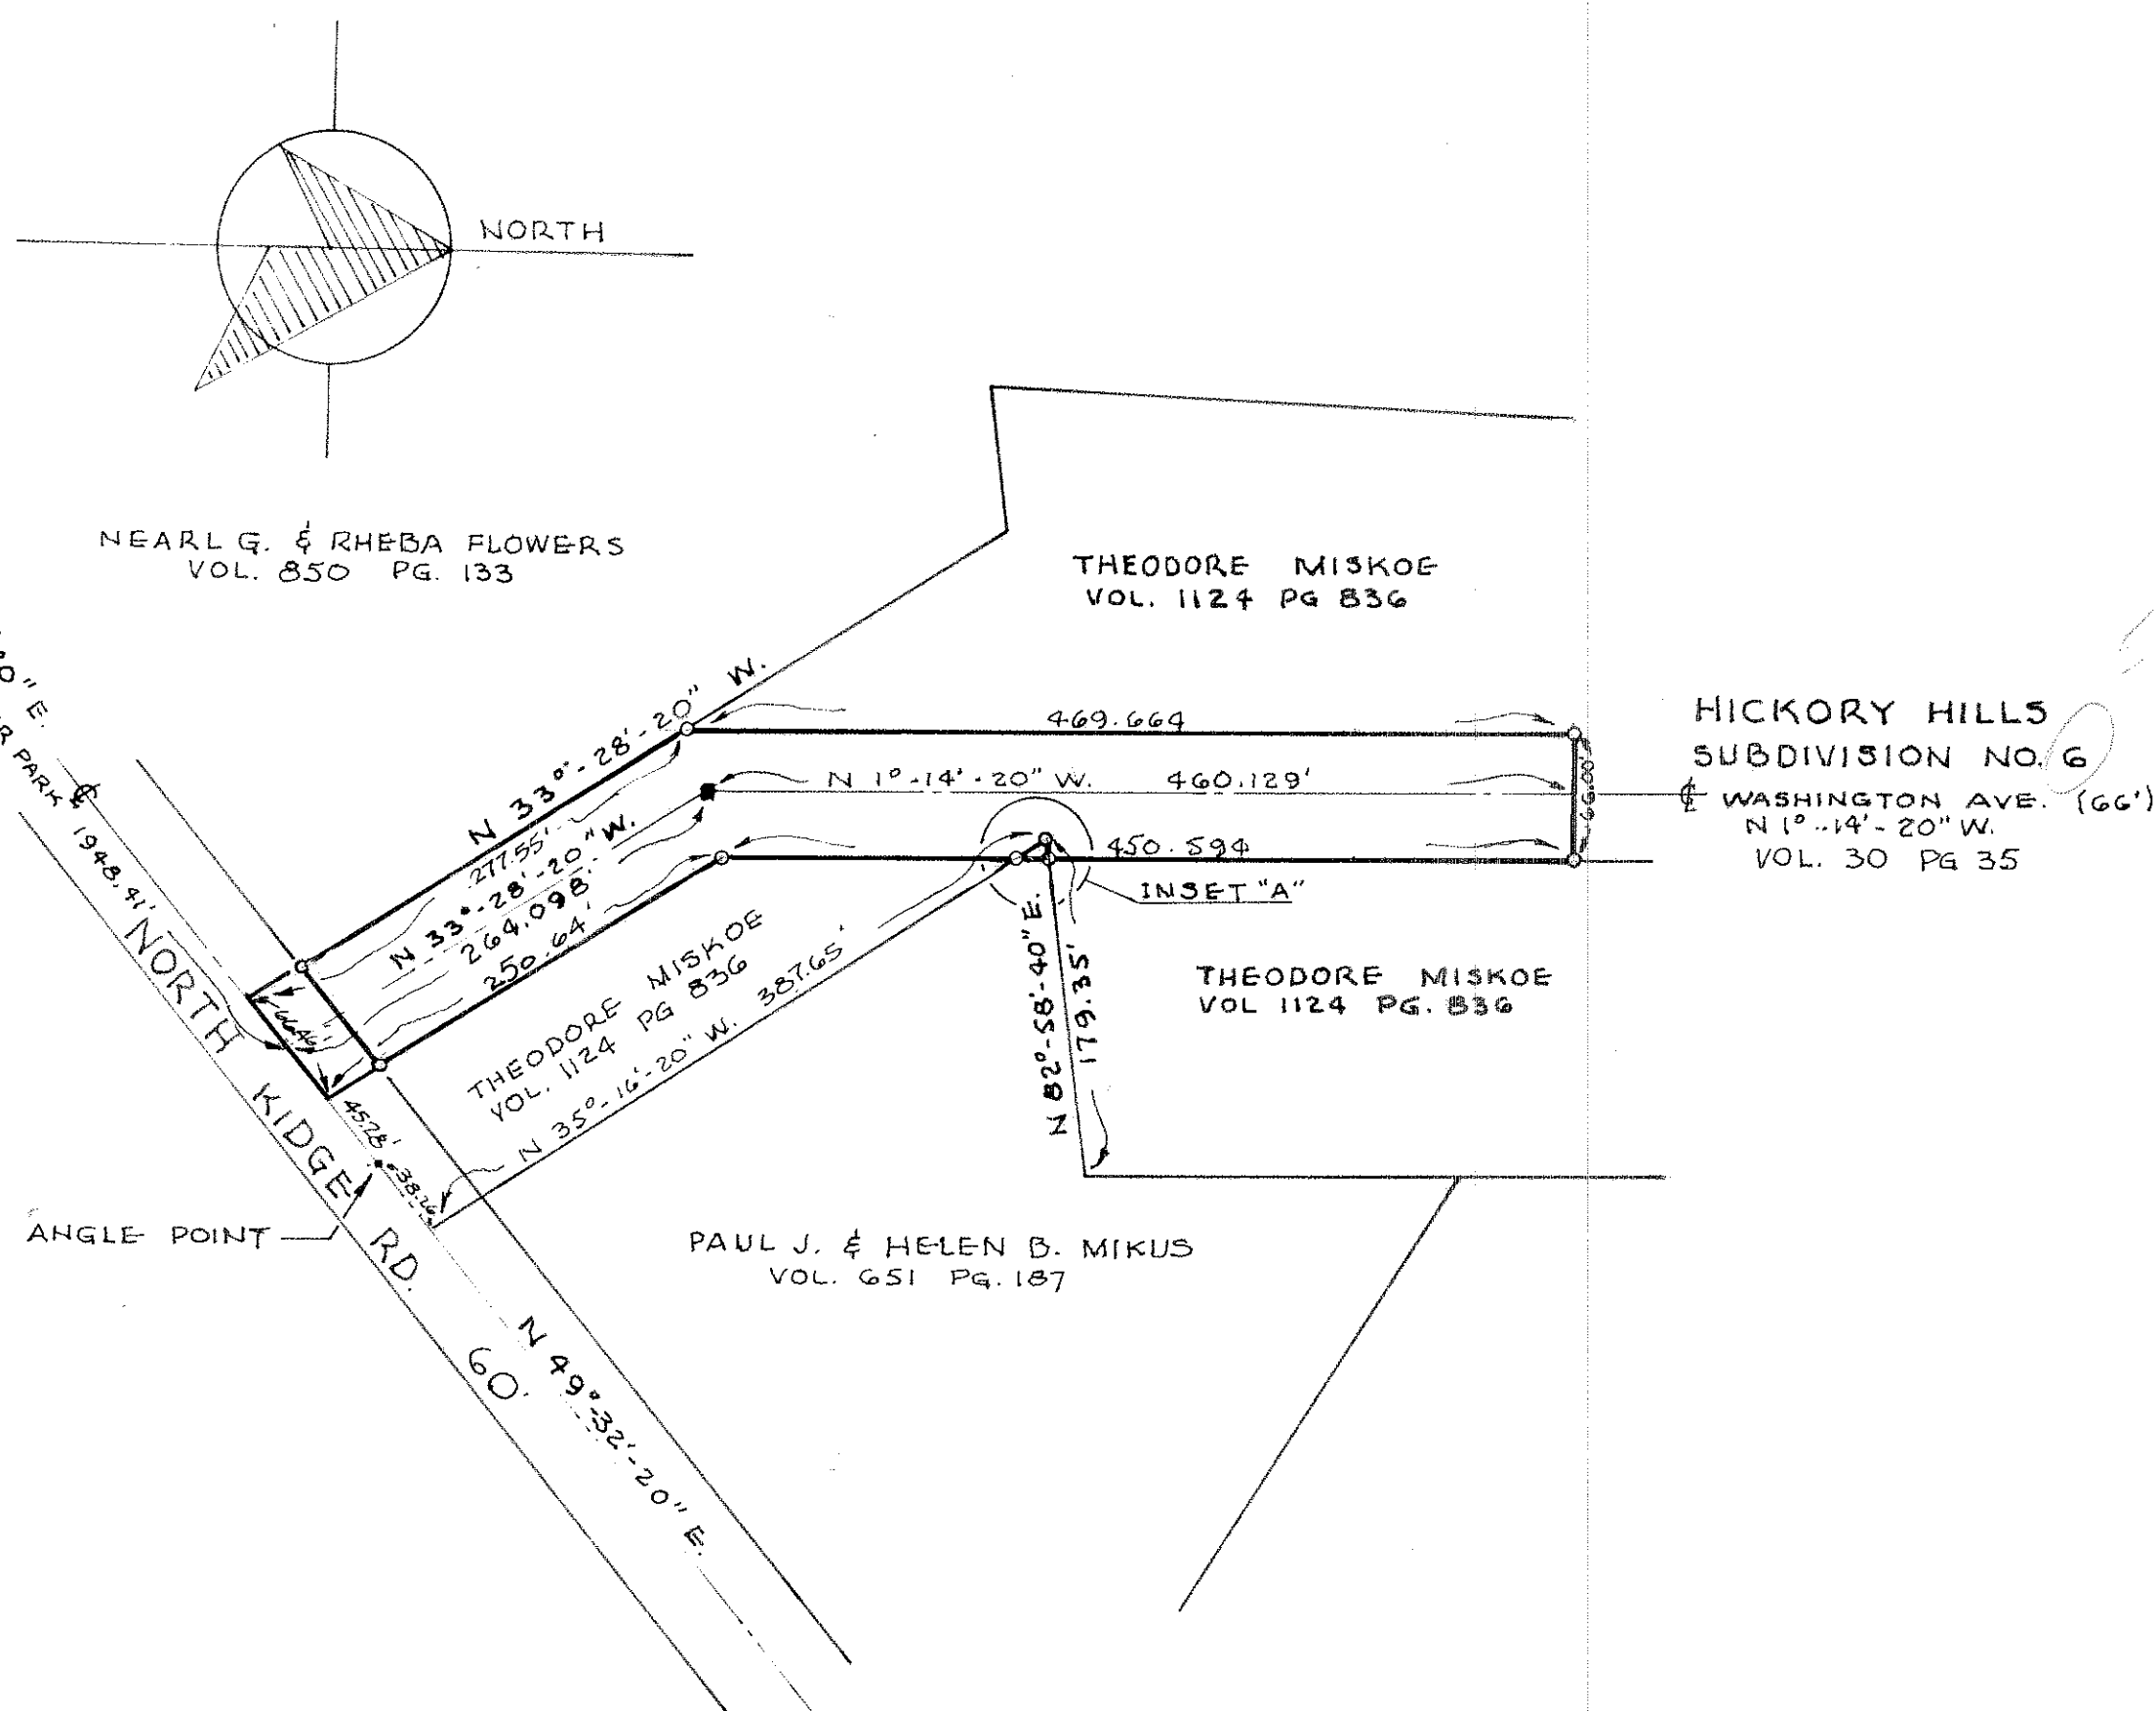 NORTH
NEARL G. & RHEBA FLOWERS
VOL. 850 PG. 133
THEODORE MISKOE
VOL. 1124 PG 836
0" E.
R PARK
℄
1948.41'
N 33°-28'-20" W.
277.55'
N 33°-28'-20" W.
264.098'
250.64'
469.664
N 1°-14'-20" W. 460.129'
450.594
66.00'
INSET "A"
HICKORY HILLS
SUBDIVISION NO. 6
℄ WASHINGTON AVE. (66')
N 1°-14'-20" W.
VOL. 30 PG 35
THEODORE MISKOE
VOL. 1124 PG 836
N 35°-16'-20" W. 387.65'
N 82°-58'-40" E.
179.35'
THEODORE MISKOE
VOL 1124 PG. 836
66.46'
45.28'
38.26
ANGLE POINT
NORTH RIDGE RD. 60'
PAUL J. & HELEN B. MIKUS
VOL. 651 PG. 187
N 49°-32'-20" E.